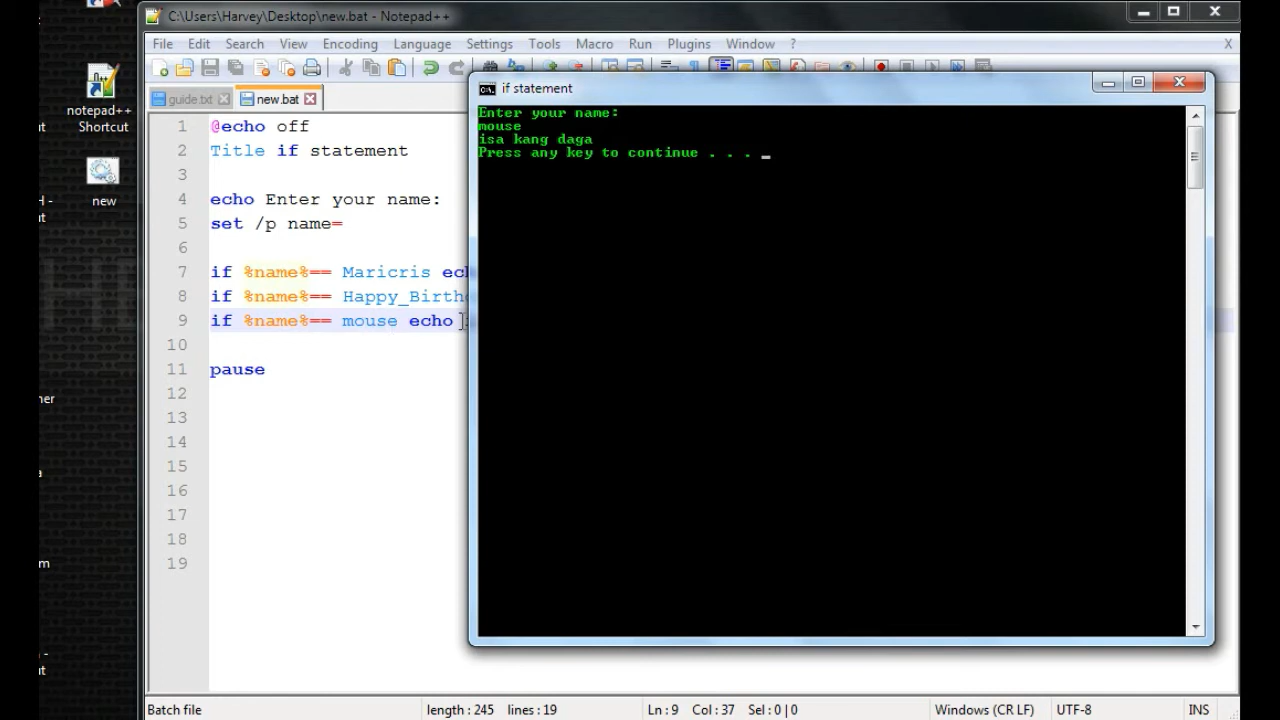 C:\Users\Harvey\Desktop\new.bat - Notepad++
File Edit Search View Encoding Language Settings Tools Macro Run Plugins Window ? X
notepad++
Shortcut
new
guide.txt new.bat
1 @echo off
2 Title if statement
3
4 echo Enter your name:
5 set /p name=
6
7 if %name%== Maricris
8 if %name%==
9 if %name%== mouse echo
10
11 pause
12
13
14
15
16
17
18
19
if statement
Enter your name:
mouse
isa kang daga
Press any key to continue . . . _
Batch file length : 245 lines : 19 Ln : 9 Col : 37 Sel : 0 | 0 Windows (CR LF) UTF-8 INS